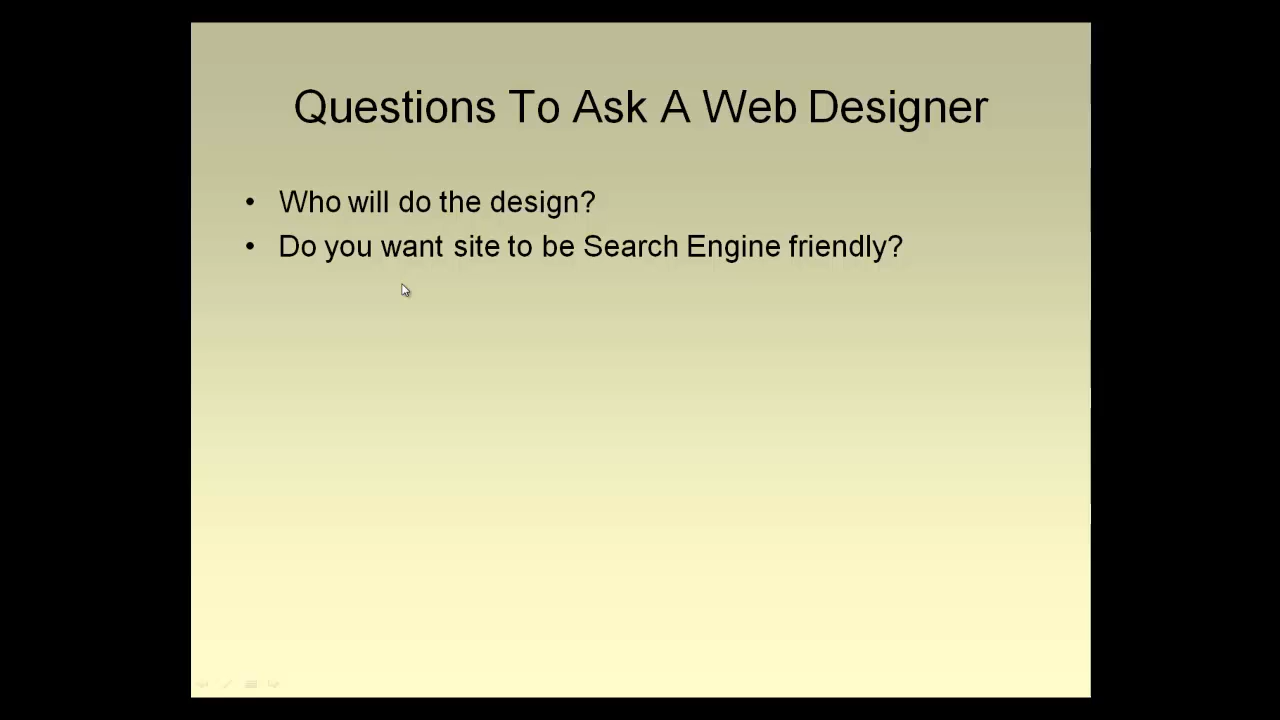 Questions To Ask A Web Designer
• Who will do the design?
• Do you want site to be Search Engine friendly?